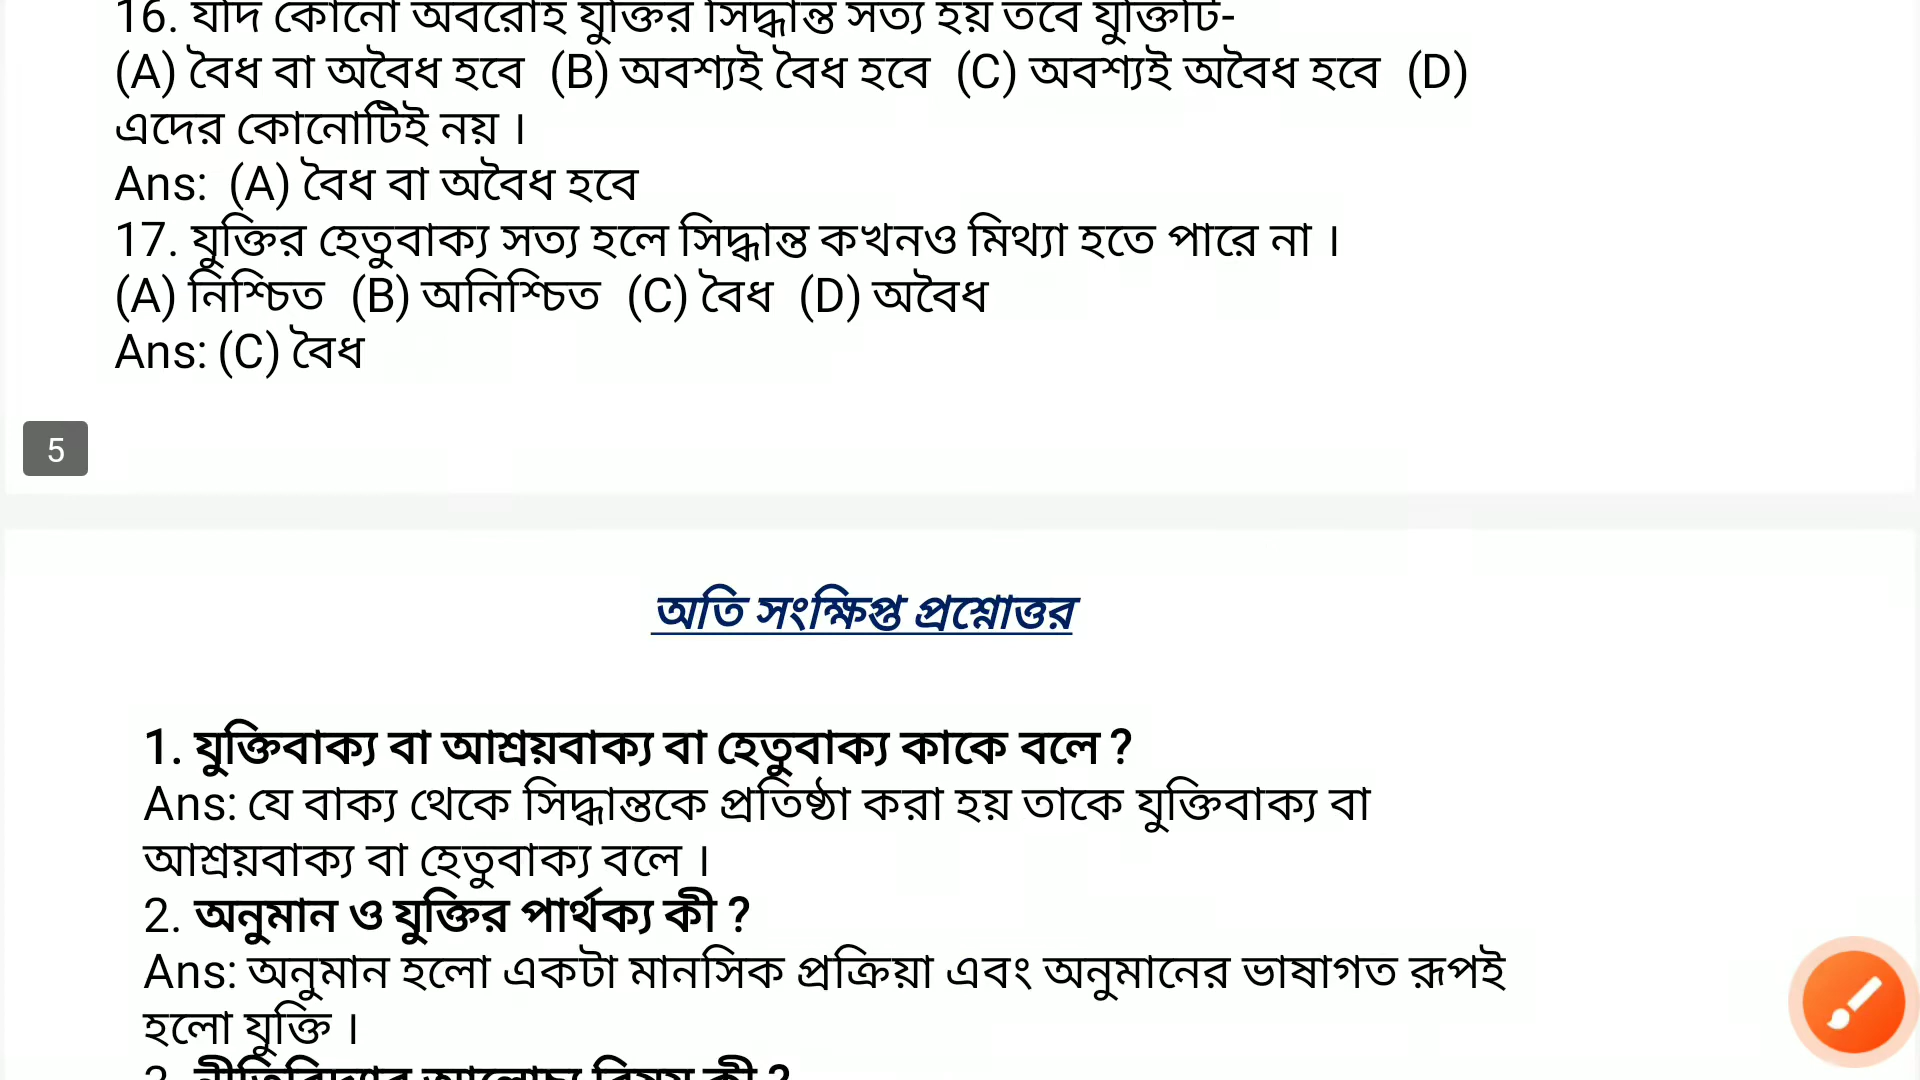 16. যদি কোনো অবরোহ যুক্তির সিদ্ধান্ত সত্য হয় তবে যুক্তিটি-
(A) বৈধ বা অবৈধ হবে (B) অবশ্যই বৈধ হবে (C) অবশ্যই অবৈধ হবে (D)
এদের কোনোটিই নয় ।
Ans: (A) বৈধ বা অবৈধ হবে
17. যুক্তির হেতুবাক্য সত্য হলে সিদ্ধান্ত কখনও মিথ্যা হতে পারে না ।
(A) নিশ্চিত (B) অনিশ্চিত (C) বৈধ (D) অবৈধ
Ans: (C) বৈধ
5
অতি সংক্ষিপ্ত প্রশ্নোত্তর
1. যুক্তিবাক্য বা আশ্রয়বাক্য বা হেতুবাক্য কাকে বলে ?
Ans: যে বাক্য থেকে সিদ্ধান্তকে প্রতিষ্ঠা করা হয় তাকে যুক্তিবাক্য বা
আশ্রয়বাক্য বা হেতুবাক্য বলে ।
2. অনুমান ও যুক্তির পার্থক্য কী ?
Ans: অনুমান হলো একটা মানসিক প্রক্রিয়া এবং অনুমানের ভাষাগত রূপই
হলো যুক্তি ।
3. নীতিবিদ্যার আলোচ্য বিষয় কী ?